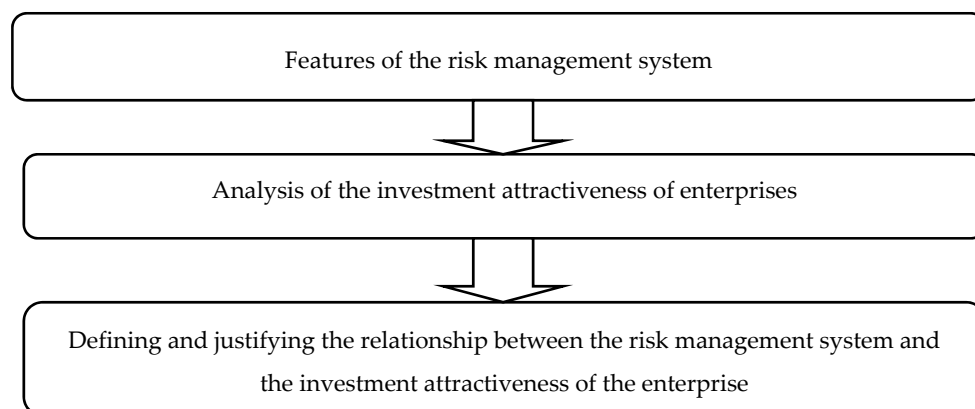 Features of the risk management system
Analysis of the investment attractiveness of enterprises
Defining and justifying the relationship between the risk management system and
the investment attractiveness of the enterprise